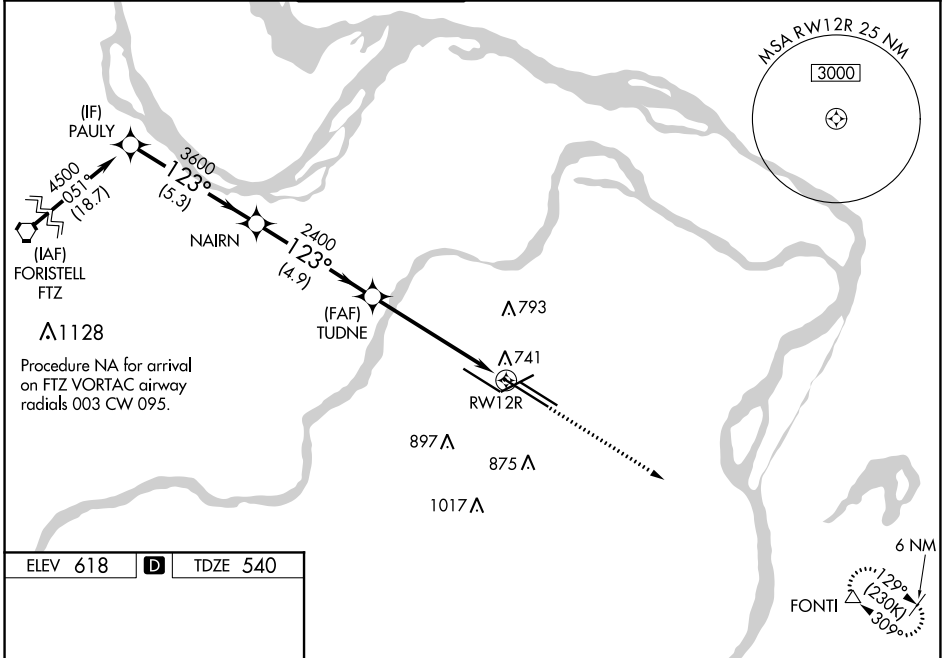 MSA RW12R 25 NM
3000
(IF)
PAULY
4500
051°
(18.7)
3600
123°
(5.3)
NAIRN
2400
123°
(4.9)
(IAF)
FORISTELL
FTZ
(FAF)
TUDNE
793
1128
741
Procedure NA for arrival
on FTZ VORTAC airway
radials 003 CW 095.
RW12R
897
875
1017
ELEV 618
D
TDZE 540
6 NM
FONTI
129°
(230K)
309°